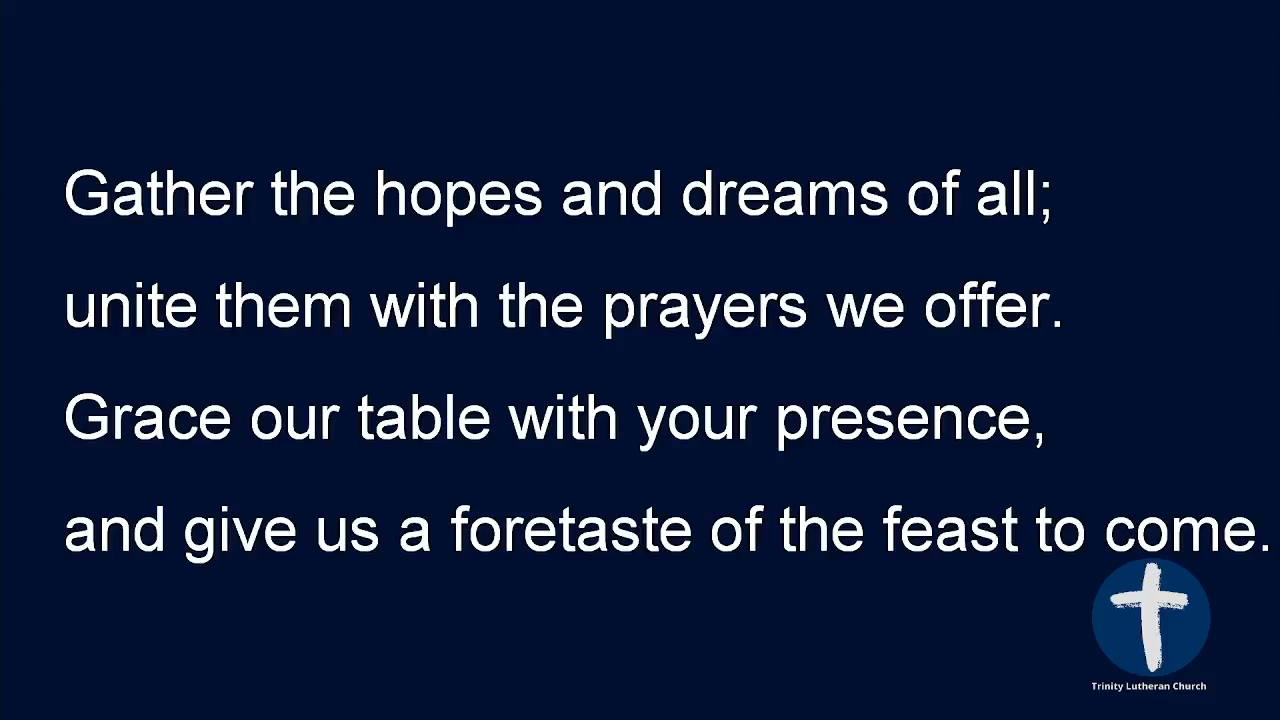 Gather the hopes and dreams of all;
unite them with the prayers we offer.
Grace our table with your presence,
and give us a foretaste of the feast to come.
Trinity Lutheran Church